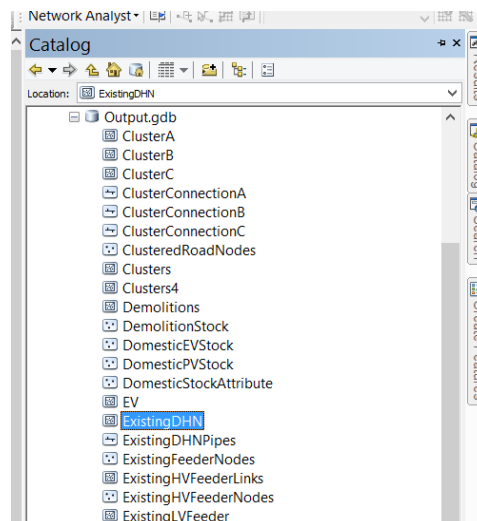 Network Analyst
Catalog
Location: ExistingDHN
Output.gdb
ClusterA
ClusterB
ClusterC
ClusterConnectionA
ClusterConnectionB
ClusterConnectionC
ClusteredRoadNodes
Clusters
Clusters4
Demolitions
DemolitionStock
DomesticEVStock
DomesticPVStock
DomesticStockAttribute
EV
ExistingDHN
ExistingDHNPipes
ExistingFeederNodes
ExistingHVFeederLinks
ExistingHVFeederNodes
ExistingLVFeeder